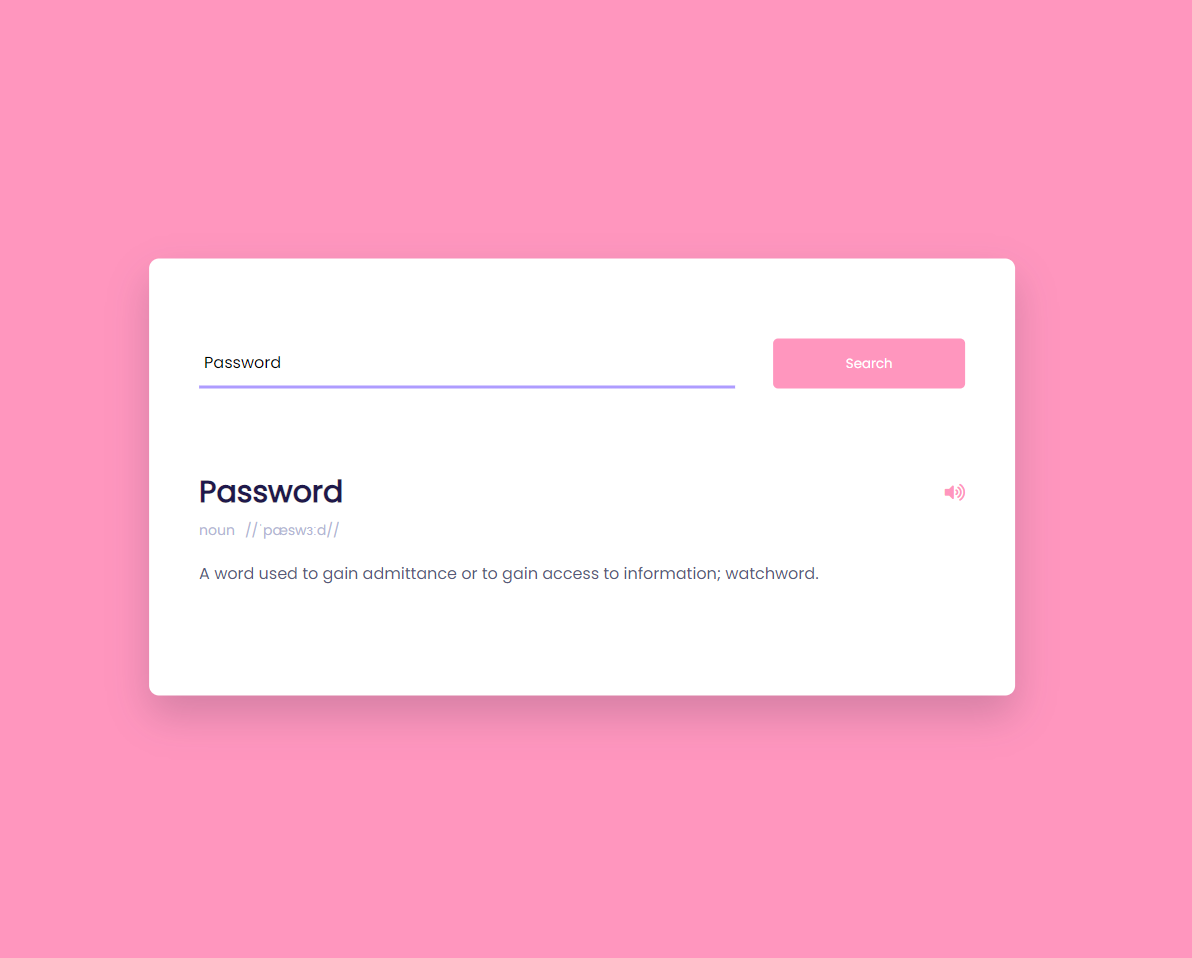 Password
Search
Password
noun //ˈpæswɜːd//
A word used to gain admittance or to gain access to information; watchword.